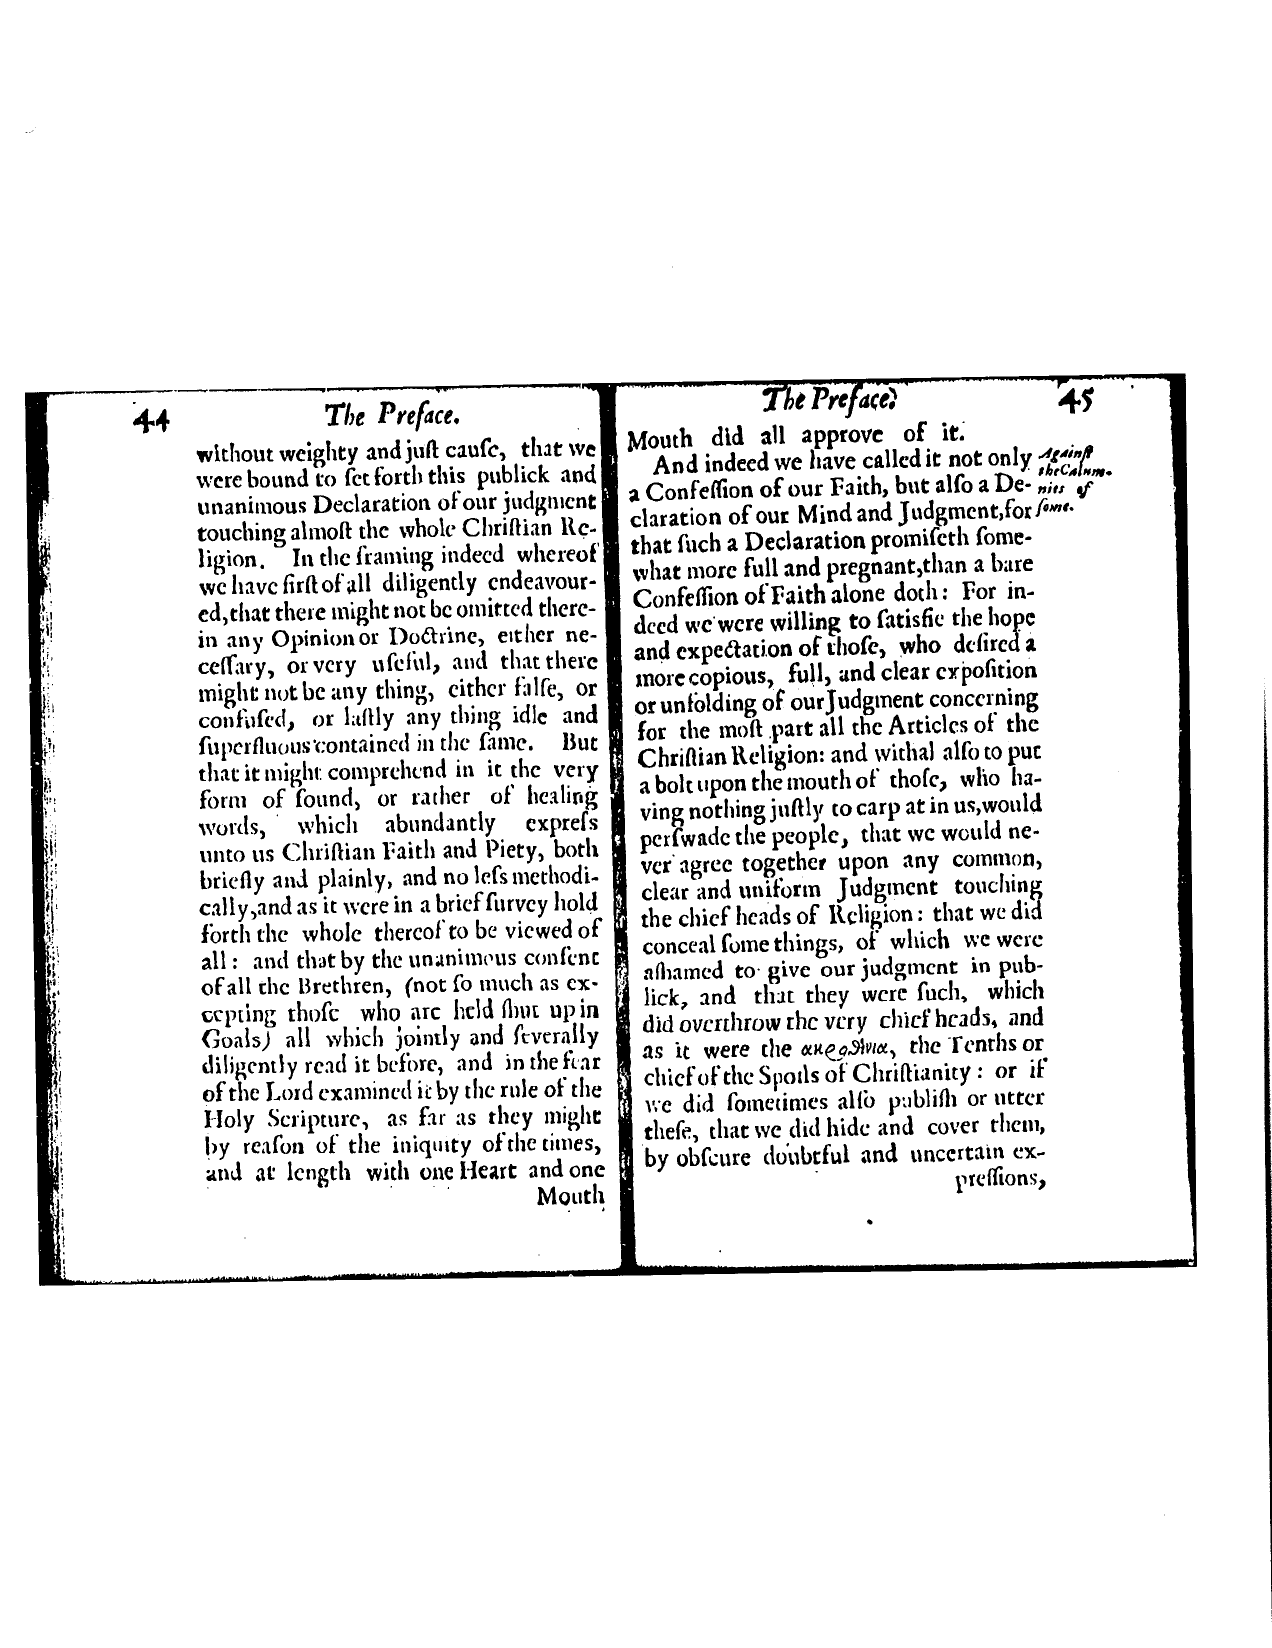 44 The Preface.
without weighty and juſt cauſe, that we
were bound to ſet forth this publick and
unanimous Declaration of our judgment
touching almoſt the whole Chriſtian Re-
ligion. In the framing indeed whereof
we have firſt of all diligently endeavour-
ed, that there might not be omitted there-
in any Opinion or Doctrine, either ne-
ceſſary, or very uſeful, and that there
might not be any thing, either falſe, or
confuſed, or laſtly any thing idle and
ſuperfluous contained in the ſame. But
that it might comprehend in it the very
form of ſound, or rather of healing
words, which abundantly expreſs
unto us Chriſtian Faith and Piety, both
briefly and plainly, and no leſs methodi-
cally, and as it were in a brief ſurvey hold
forth the whole thereof to be viewed of
all : and that by the unanimous conſent
of all the Brethren, (not ſo much as ex-
cepting thoſe who are held ſhut up in
Goals) all which jointly and ſeverally
diligently read it before, and in the fear
of the Lord examined it by the rule of the
Holy Scripture, as far as they might
by reaſon of the iniquity of the times,
and at length with one Heart and one
Mouth
The Preface. 45
Mouth did all approve of it.
And indeed we have called it not only
a Confeſſion of our Faith, but alſo a De-
claration of our Mind and Judgment, for
that ſuch a Declaration promiſeth ſome-
what more full and pregnant, than a bare
Confeſſion of Faith alone doth : For in-
deed we were willing to ſatisfie the hope
and expectation of thoſe, who deſired a
more copious, full, and clear expoſition
or unfolding of our Judgment concerning
for the moſt part all the Articles of the
Chriſtian Religion: and withal alſo to put
a bolt upon the mouth of thoſe, who ha-
ving nothing juſtly to carp at in us, would
perſwade the people, that we would ne-
ver agree together upon any common,
clear and uniform Judgment touching
the chief heads of Religion : that we did
conceal ſome things, of which we were
aſhamed to give our judgment in pub-
lick, and that they were ſuch, which
did overthrow the very chief heads, and
as it were the ακροθίνια, the Tenths or
chief of the Spoils of Chriſtianity : or if
we did ſometimes alſo publiſh or utter
theſe, that we did hide and cover them,
by obſcure doubtful and uncertain ex-
preſſions,
Againſt
the Calum-
nies of
ſome.